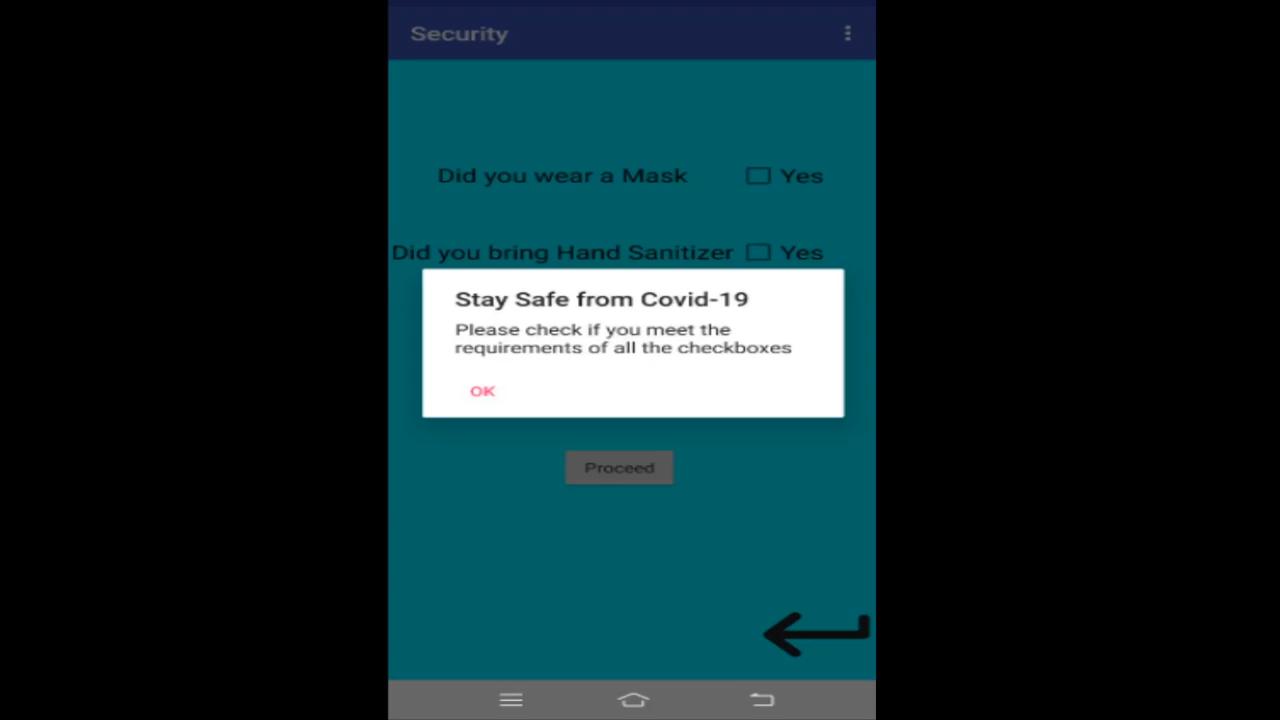 Security
Did you wear a Mask Yes
Did you bring Hand Sanitizer Yes
Stay Safe from Covid-19
Please check if you meet the
requirements of all the checkboxes
OK
Proceed